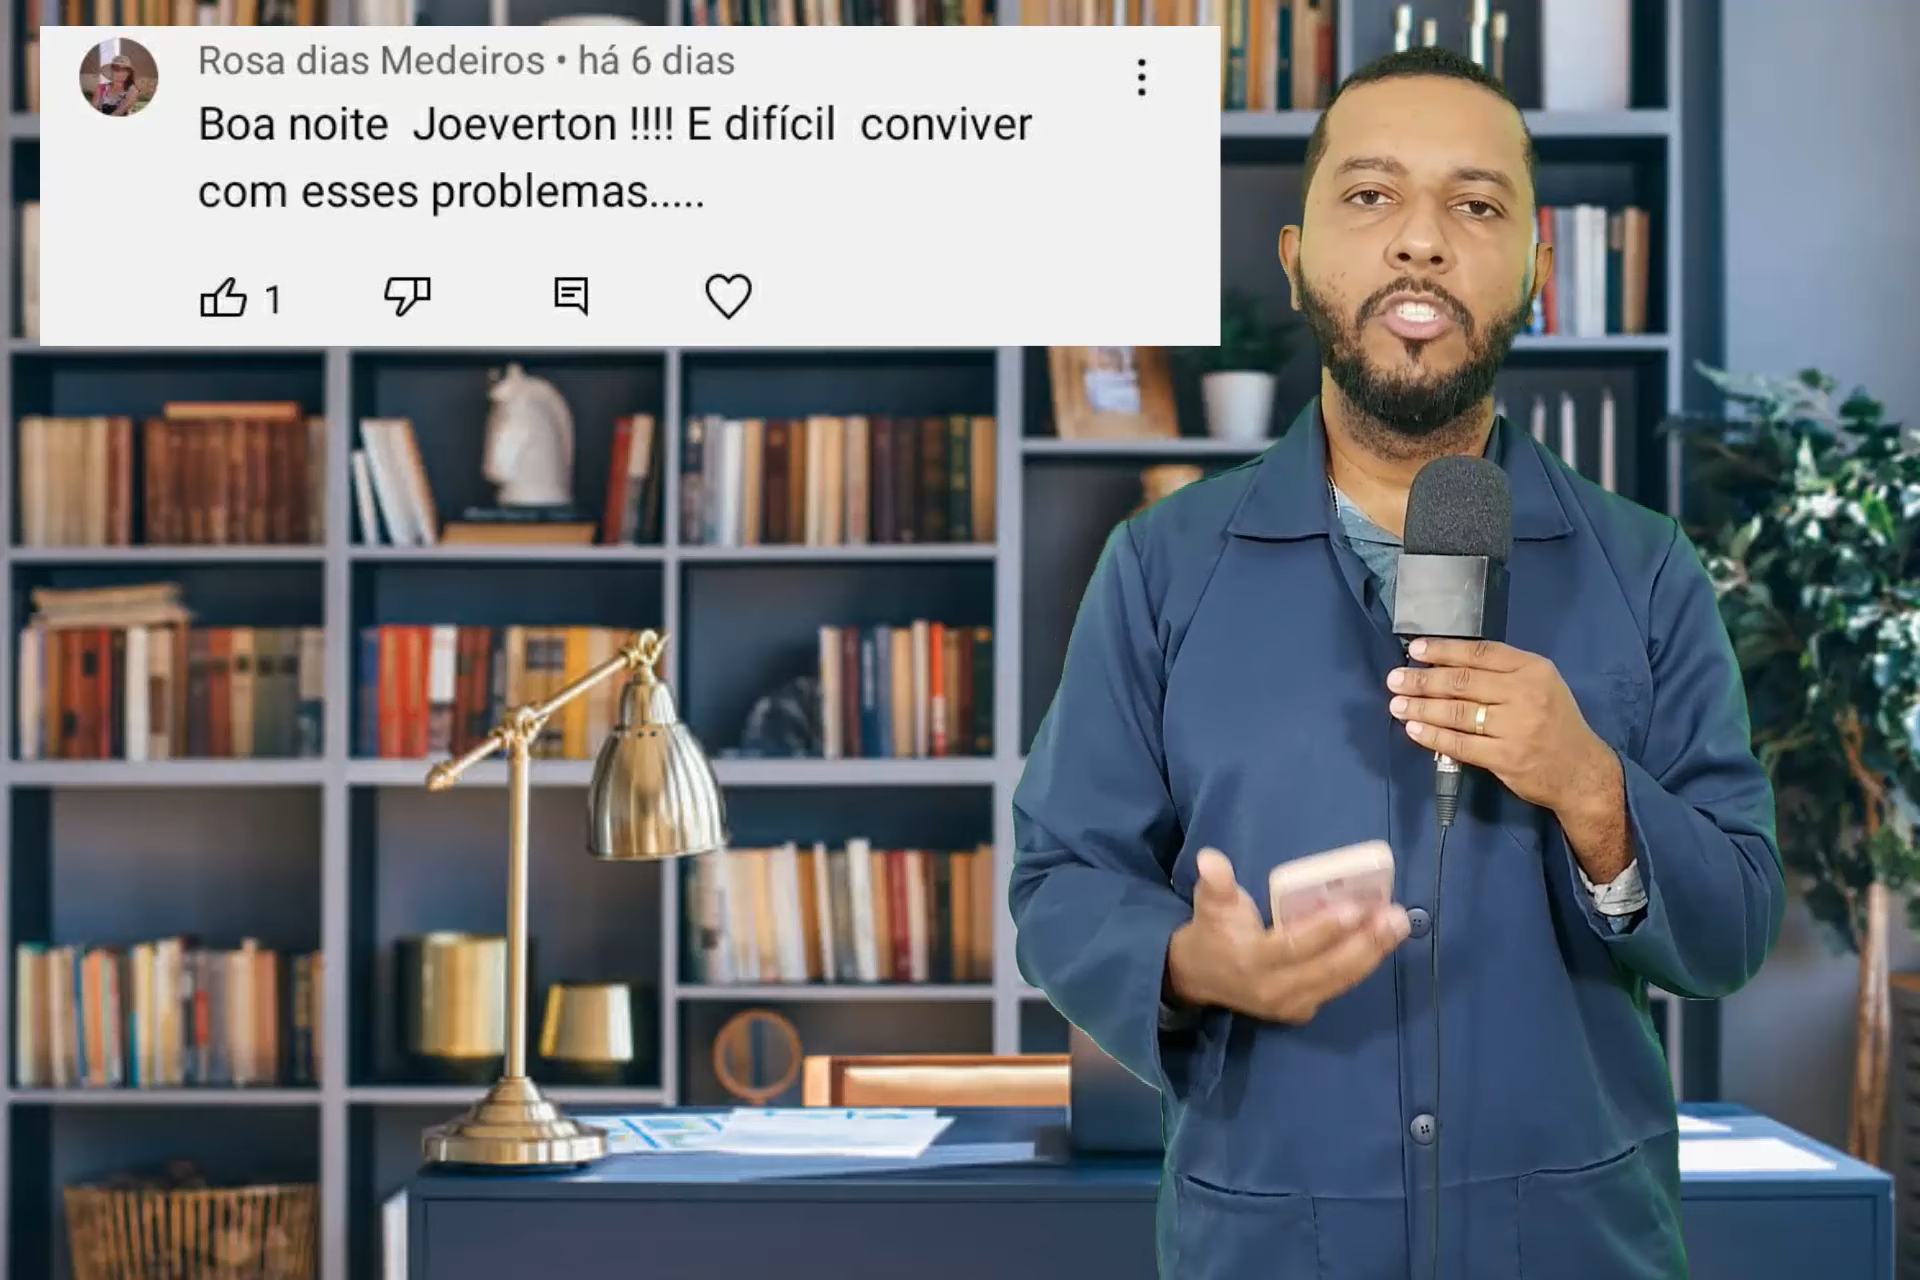 Rosa dias Medeiros • há 6 dias
Boa noite Joeverton !!!! E difícil conviver
com esses problemas.....
1